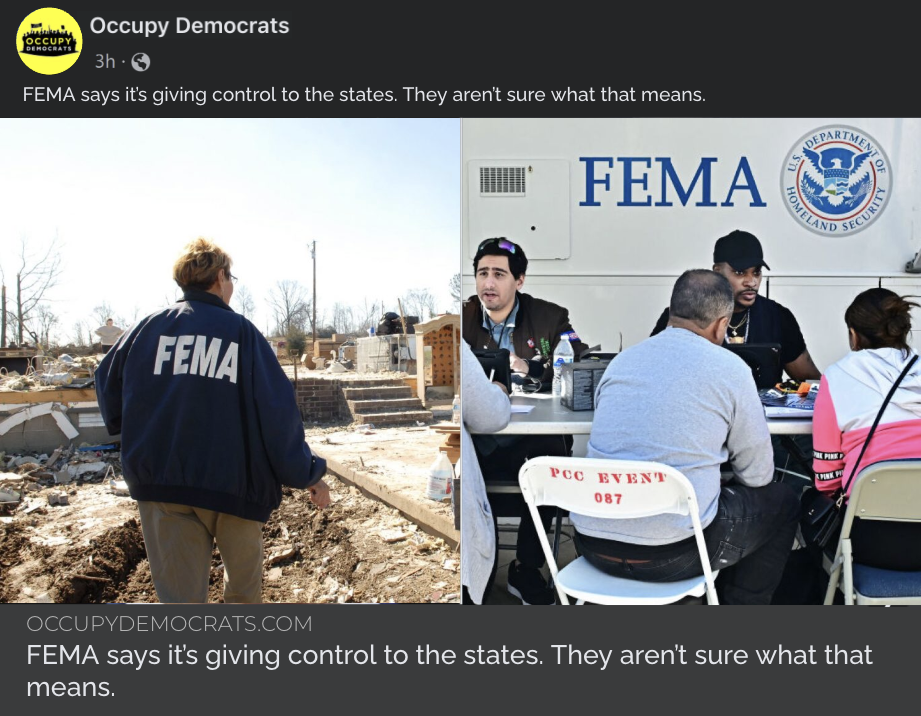 OCCUPY
DEMOCRATS
Occupy Democrats
3h ·
FEMA says it's giving control to the states. They aren't sure what that means.
FEMA
FEMA
U.S. DEPARTMENT OF HOMELAND SECURITY
PCC EVENT
087
PINK
PINK
OCCUPYDEMOCRATS.COM
FEMA says it's giving control to the states. They aren't sure what that
means.